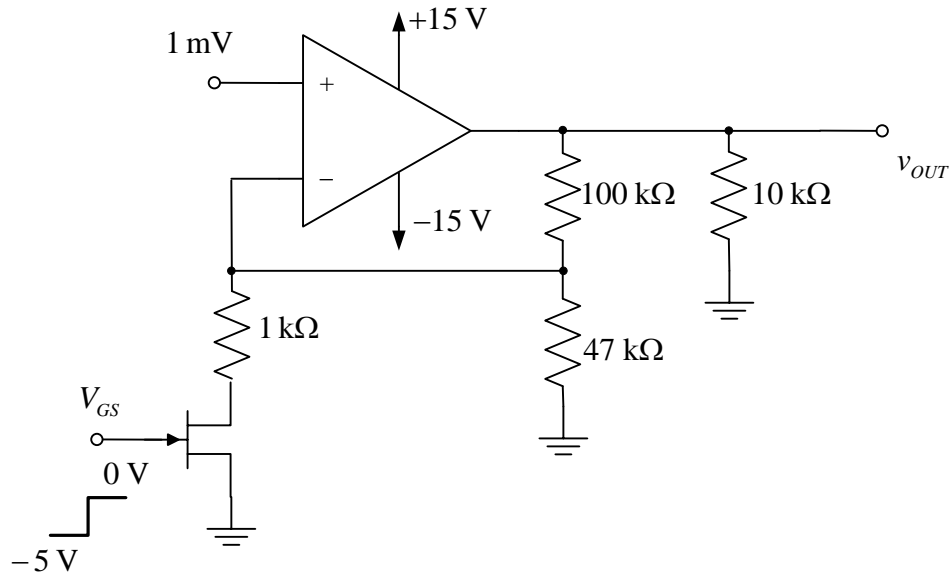 +15 V
1 mV
+
−
−15 V
100 kΩ
10 kΩ
v_OUT
1 kΩ
47 kΩ
V_GS
0 V
−5 V